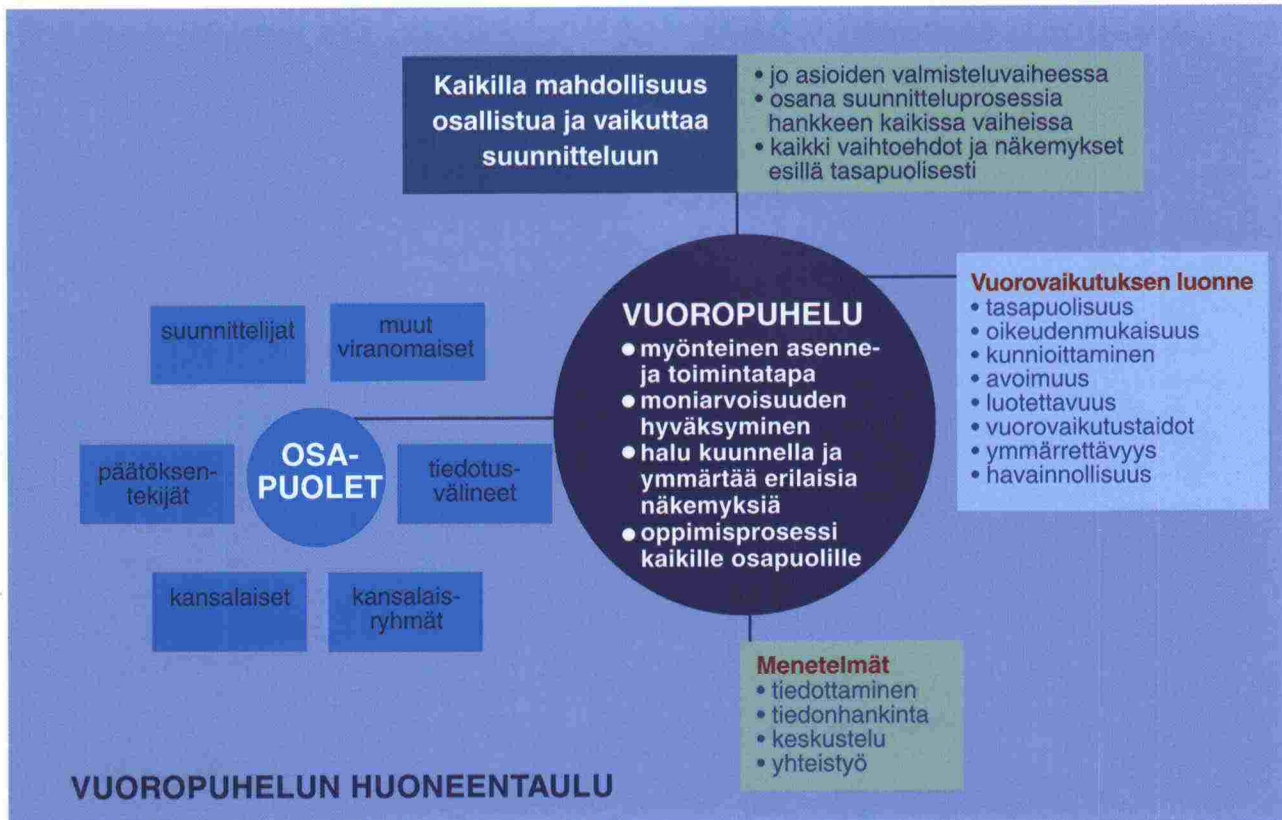 Kaikilla mahdollisuus
osallistua ja vaikuttaa
suunnitteluun
• jo asioiden valmisteluvaiheessa
• osana suunnitteluprosessia
hankkeen kaikissa vaiheissa
• kaikki vaihtoehdot ja näkemykset
esillä tasapuolisesti
suunnittelijat
muut
viranomaiset
päätöksen-
tekijät
OSA-
PUOLET
tiedotus-
välineet
kansalaiset
kansalais-
ryhmät
VUOROPUHELU
• myönteinen asenne-
ja toimintatapa
• moniarvoisuuden
hyväksyminen
• halu kuunnella ja
ymmärtää erilaisia
näkemyksiä
• oppimisprosessi
kaikille osapuolille
Vuorovaikutuksen luonne
• tasapuolisuus
• oikeudenmukaisuus
• kunnioittaminen
• avoimuus
• luotettavuus
• vuorovaikutustaidot
• ymmärrettävyys
• havainnollisuus
Menetelmät
• tiedottaminen
• tiedonhankinta
• keskustelu
• yhteistyö
VUOROPUHELUN HUONEENTAULU